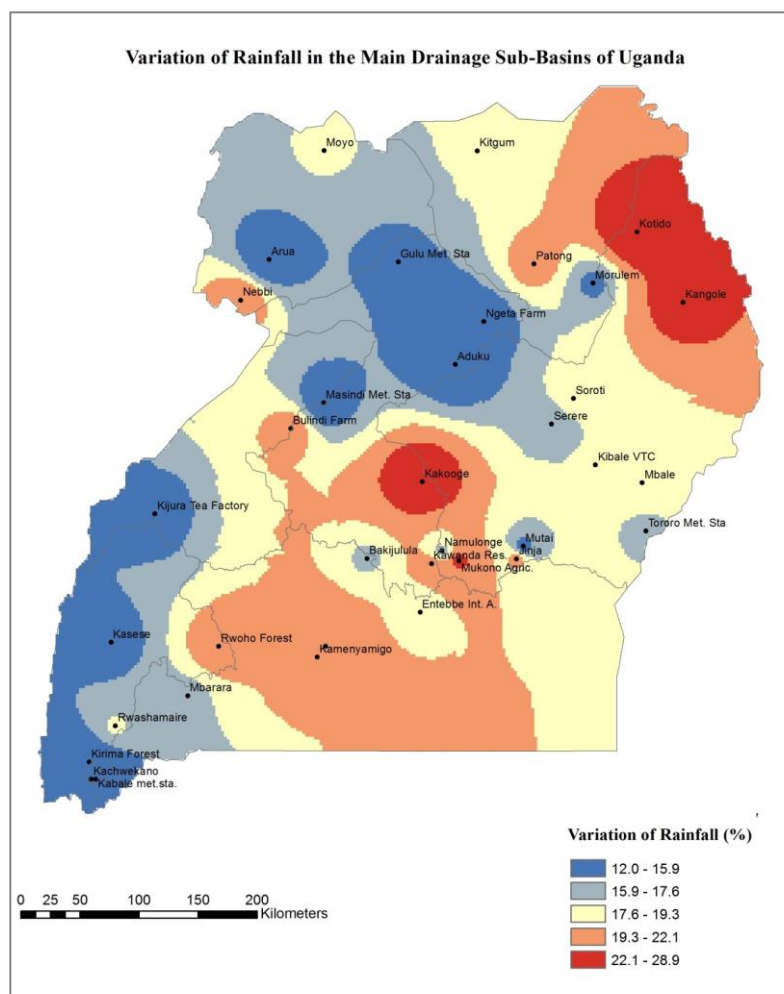 Variation of Rainfall in the Main Drainage Sub-Basins of Uganda
Moyo
Kitgum
Kotido
Arua
Gulu Met. Sta
Patong
Morulem
Nebbi
Kangole
Ngeta Farm
Aduku
Masindi Met. Sta
Soroti
Serere
Bulindi Farm
Kibale VTC
Kakooge
Mbale
Kijura Tea Factory
Tororo Met. Sta
Mutai
Namulonge
Bakijulula
Jinja
Kawanda Res.
Mukono Agric.
Entebbe Int. A.
Kasese
Rwoho Forest
Kamenyamigo
Mbarara
Rwashamaire
Kirima Forest
Kachwekano
Kabale met.sta.
Variation of Rainfall (%)
12.0 - 15.9
15.9 - 17.6
17.6 - 19.3
19.3 - 22.1
22.1 - 28.9
0 25 50 100 150 200
Kilometers